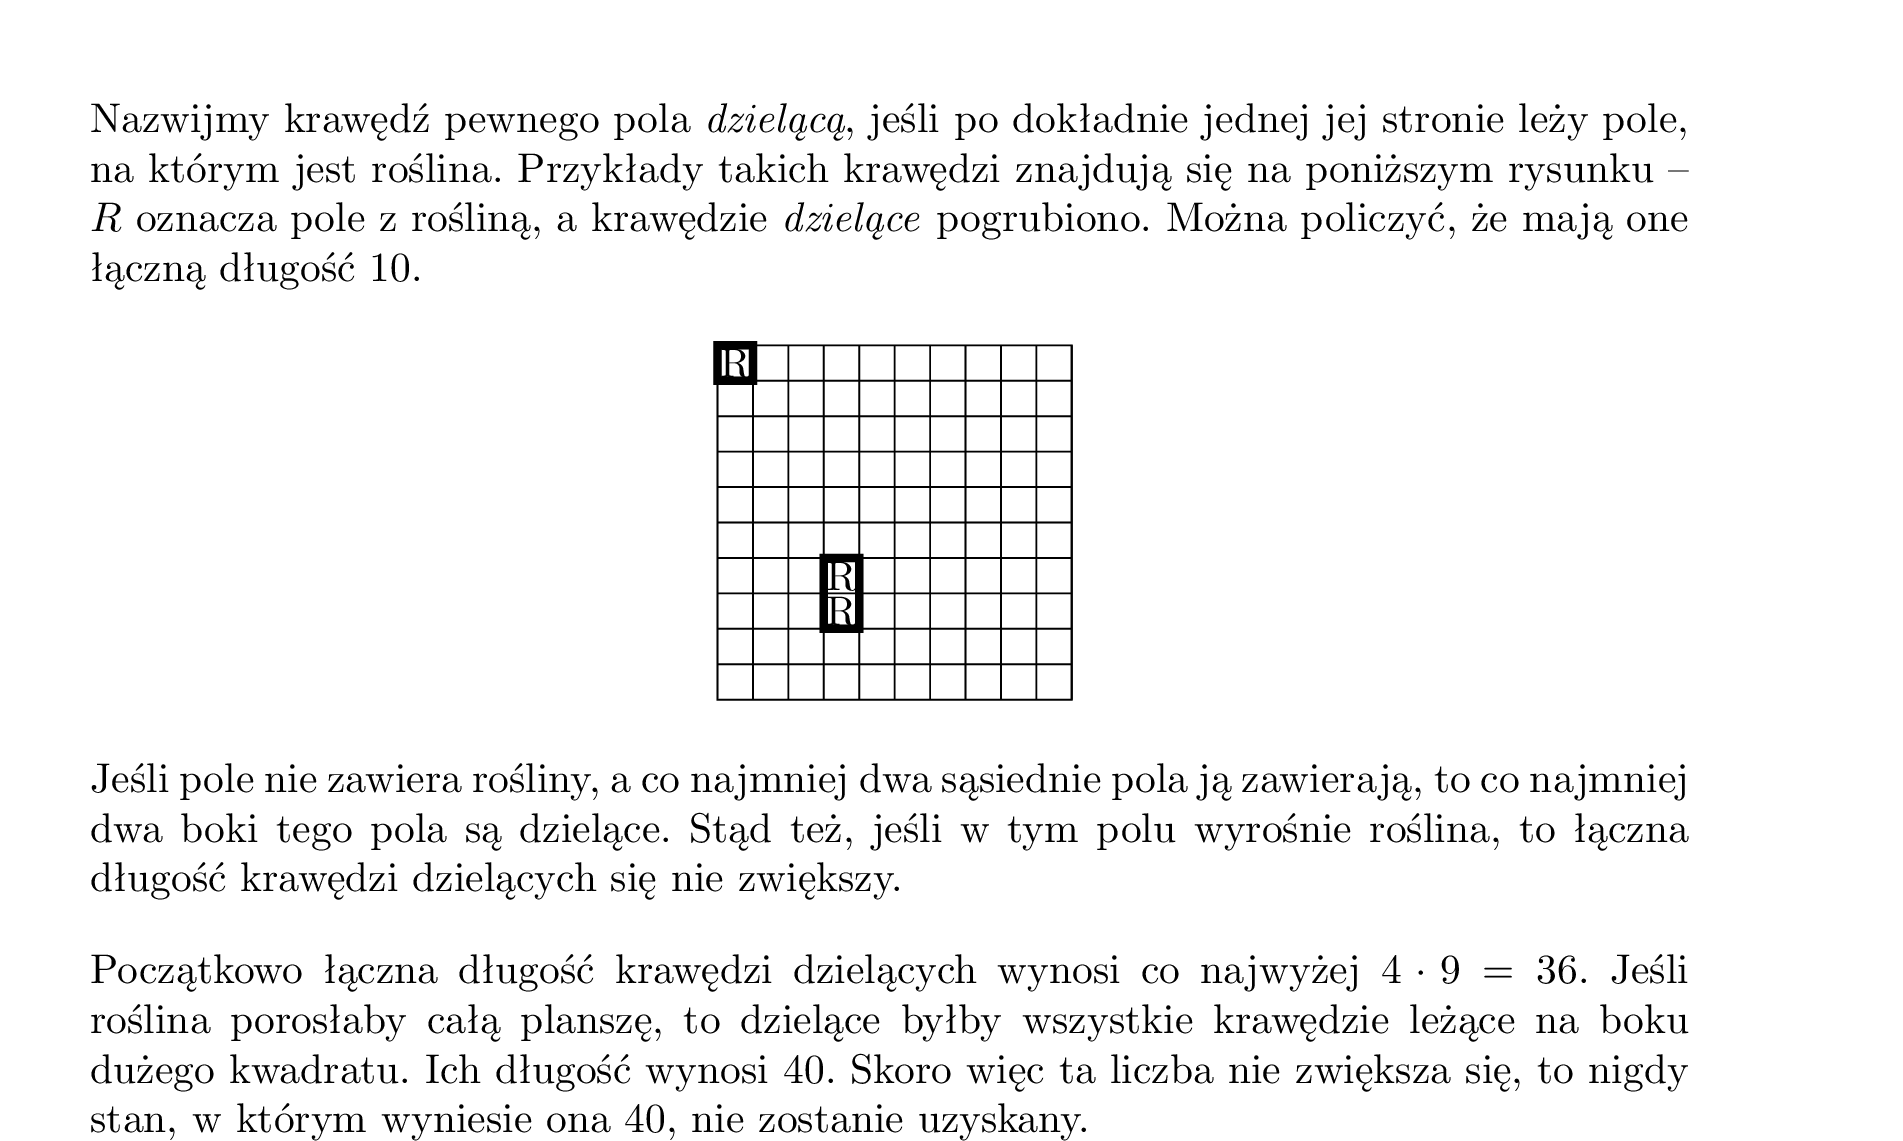 Nazwijmy krawędź pewnego pola dzielącą, jeśli po dokładnie jednej jej stronie leży pole,
na którym jest roślina. Przykłady takich krawędzi znajdują się na poniższym rysunku –
R oznacza pole z rośliną, a krawędzie dzielące pogrubiono. Można policzyć, że mają one
łączną długość 10.
R
R
R
Jeśli pole nie zawiera rośliny, a co najmniej dwa sąsiednie pola ją zawierają, to co najmniej
dwa boki tego pola są dzielące. Stąd też, jeśli w tym polu wyrośnie roślina, to łączna
długość krawędzi dzielących się nie zwiększy.
Początkowo łączna długość krawędzi dzielących wynosi co najwyżej 4 · 9 = 36. Jeśli
roślina porosłaby całą planszę, to dzielące byłby wszystkie krawędzie leżące na boku
dużego kwadratu. Ich długość wynosi 40. Skoro więc ta liczba nie zwiększa się, to nigdy
stan, w którym wyniesie ona 40, nie zostanie uzyskany.